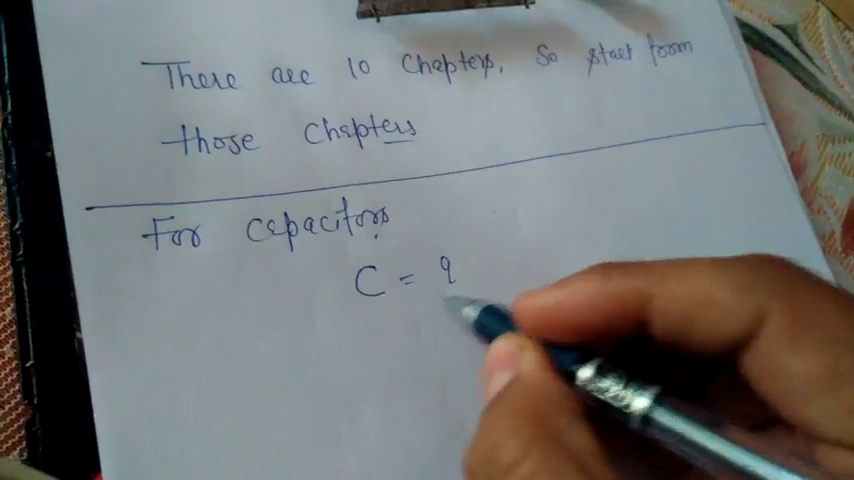 There are 10 Chapters. So start from
those Chapters
For capacitors
C = q